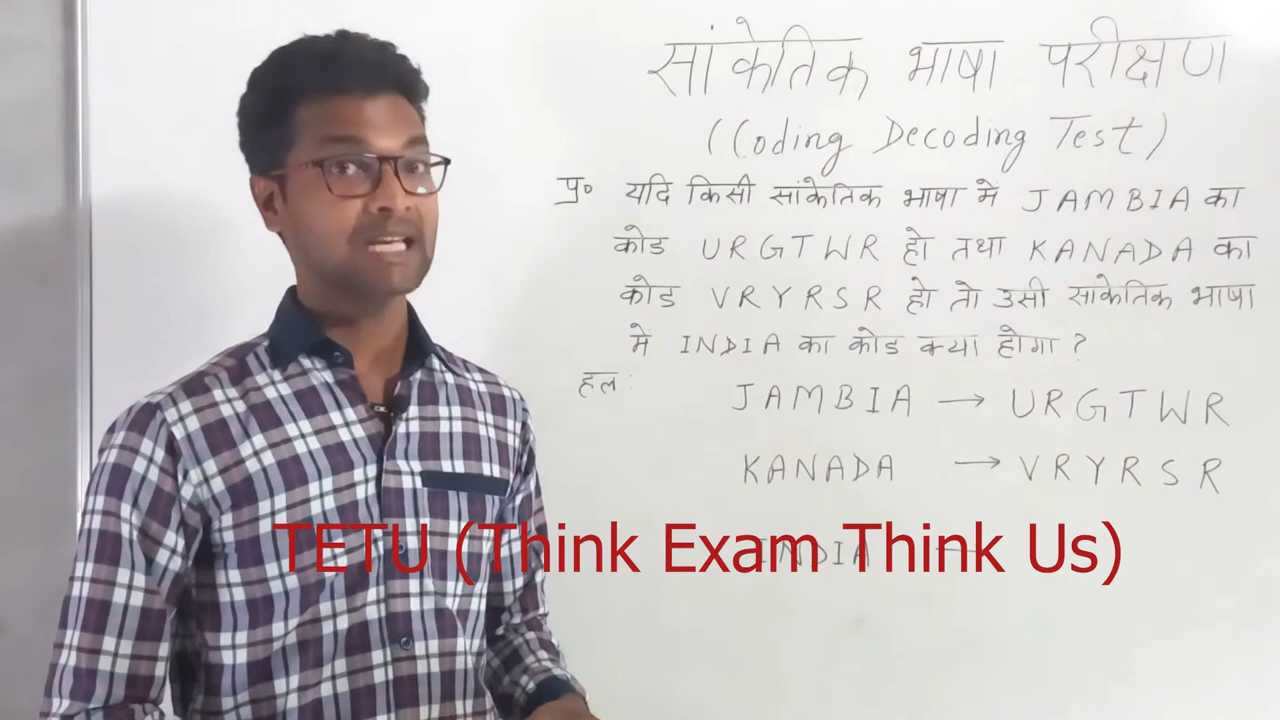 सांकेतिक भाषा परीक्षण
(Coding Decoding Test)
प्र० यदि किसी सांकेतिक भाषा मे JAMBIA का
कोड URGTWR हो तथा KANADA का
कोड VRYRSR हो तो उसी सांकेतिक भाषा
मे INDIA का कोड क्या होगा ?
हल :
JAMBIA → URGTWR
KANADA → VRYRSR
INDIA →
TETU (Think Exam Think Us)